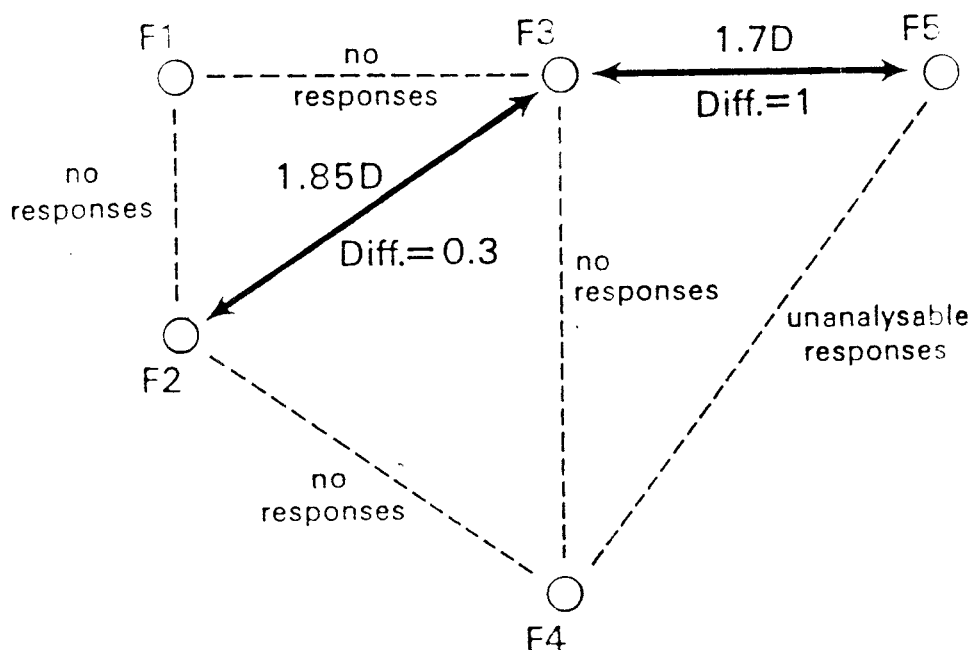 F1
F3
F5
no
responses
1.7D
Diff.=1
no
responses
1.85D
Diff.=0.3
no
responses
unanalysable
responses
F2
no
responses
F4